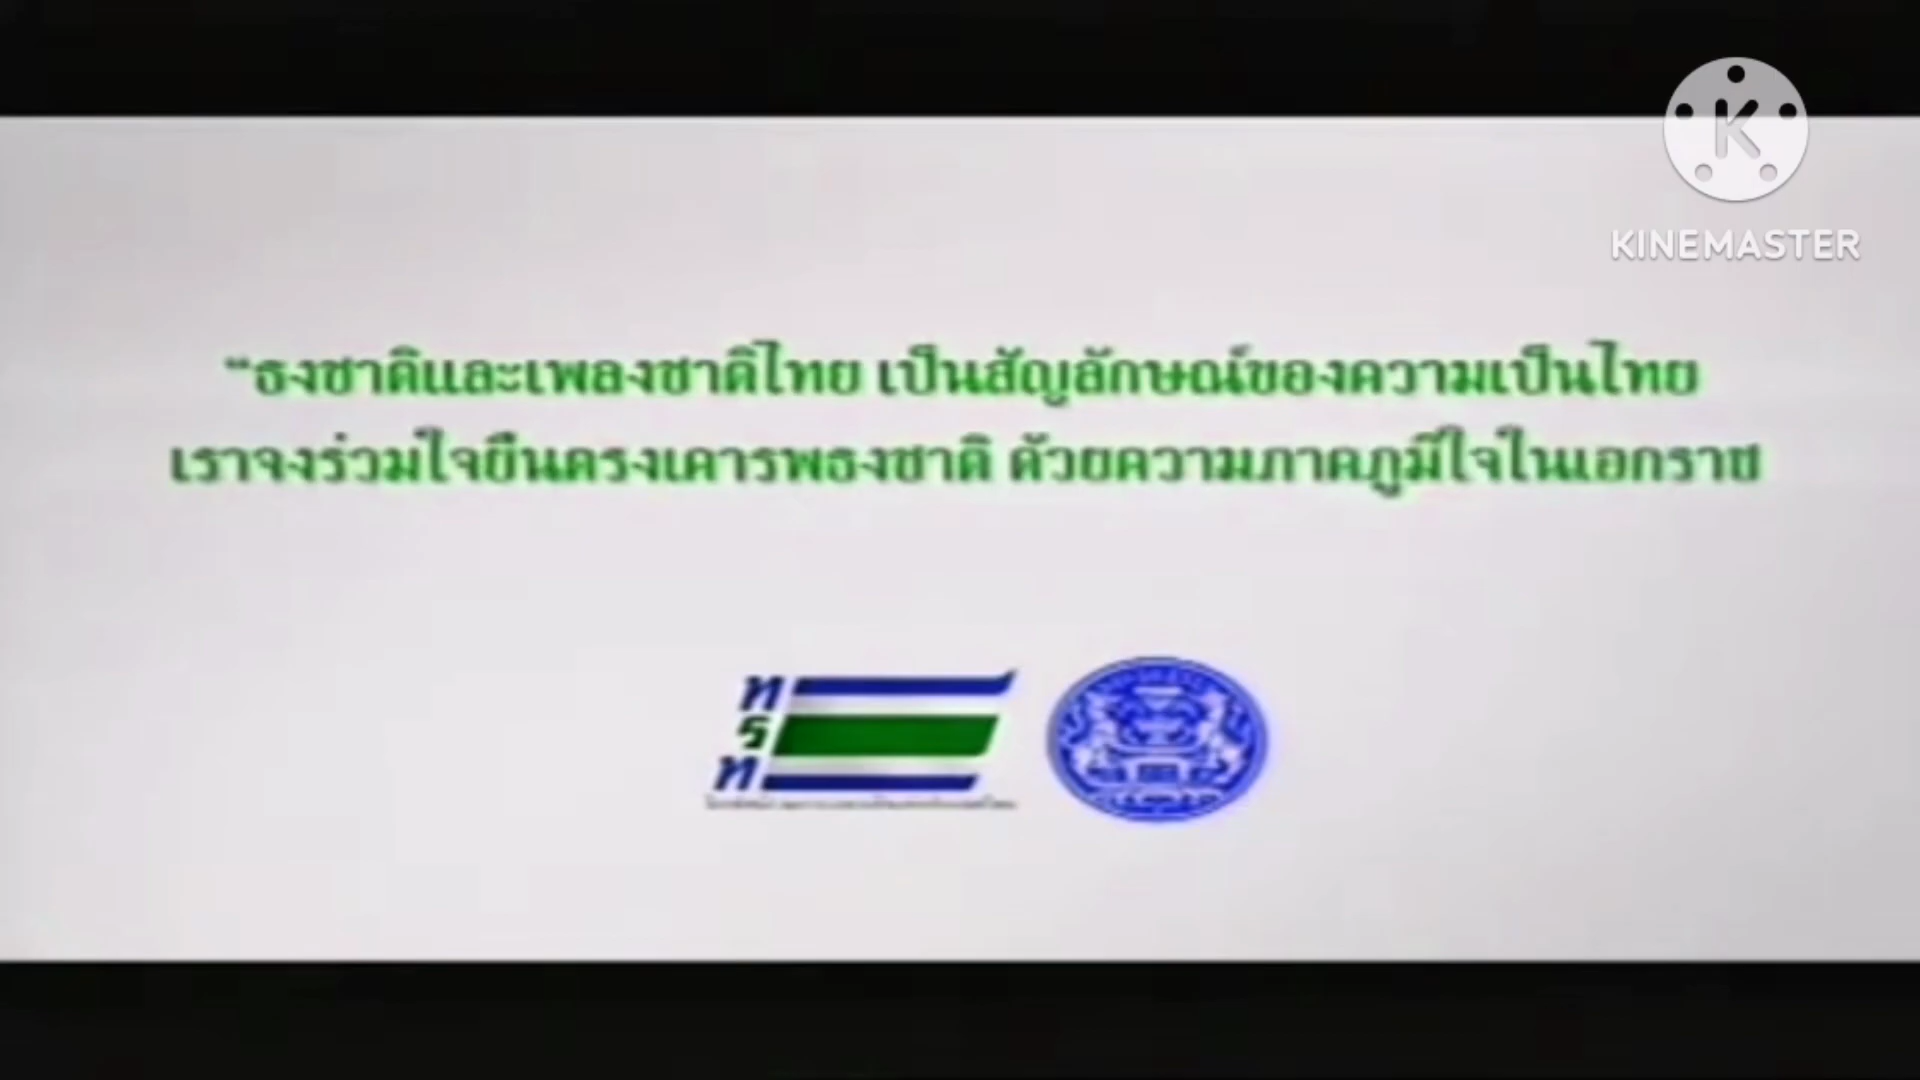 KINEMASTER
“ธงชาติและเพลงชาติไทย เป็นสัญลักษณ์ของความเป็นไทย
เราจงร่วมใจยืนตรงเคารพธงชาติ ด้วยความภาคภูมิใจในเอกราช
ท
ร
ท